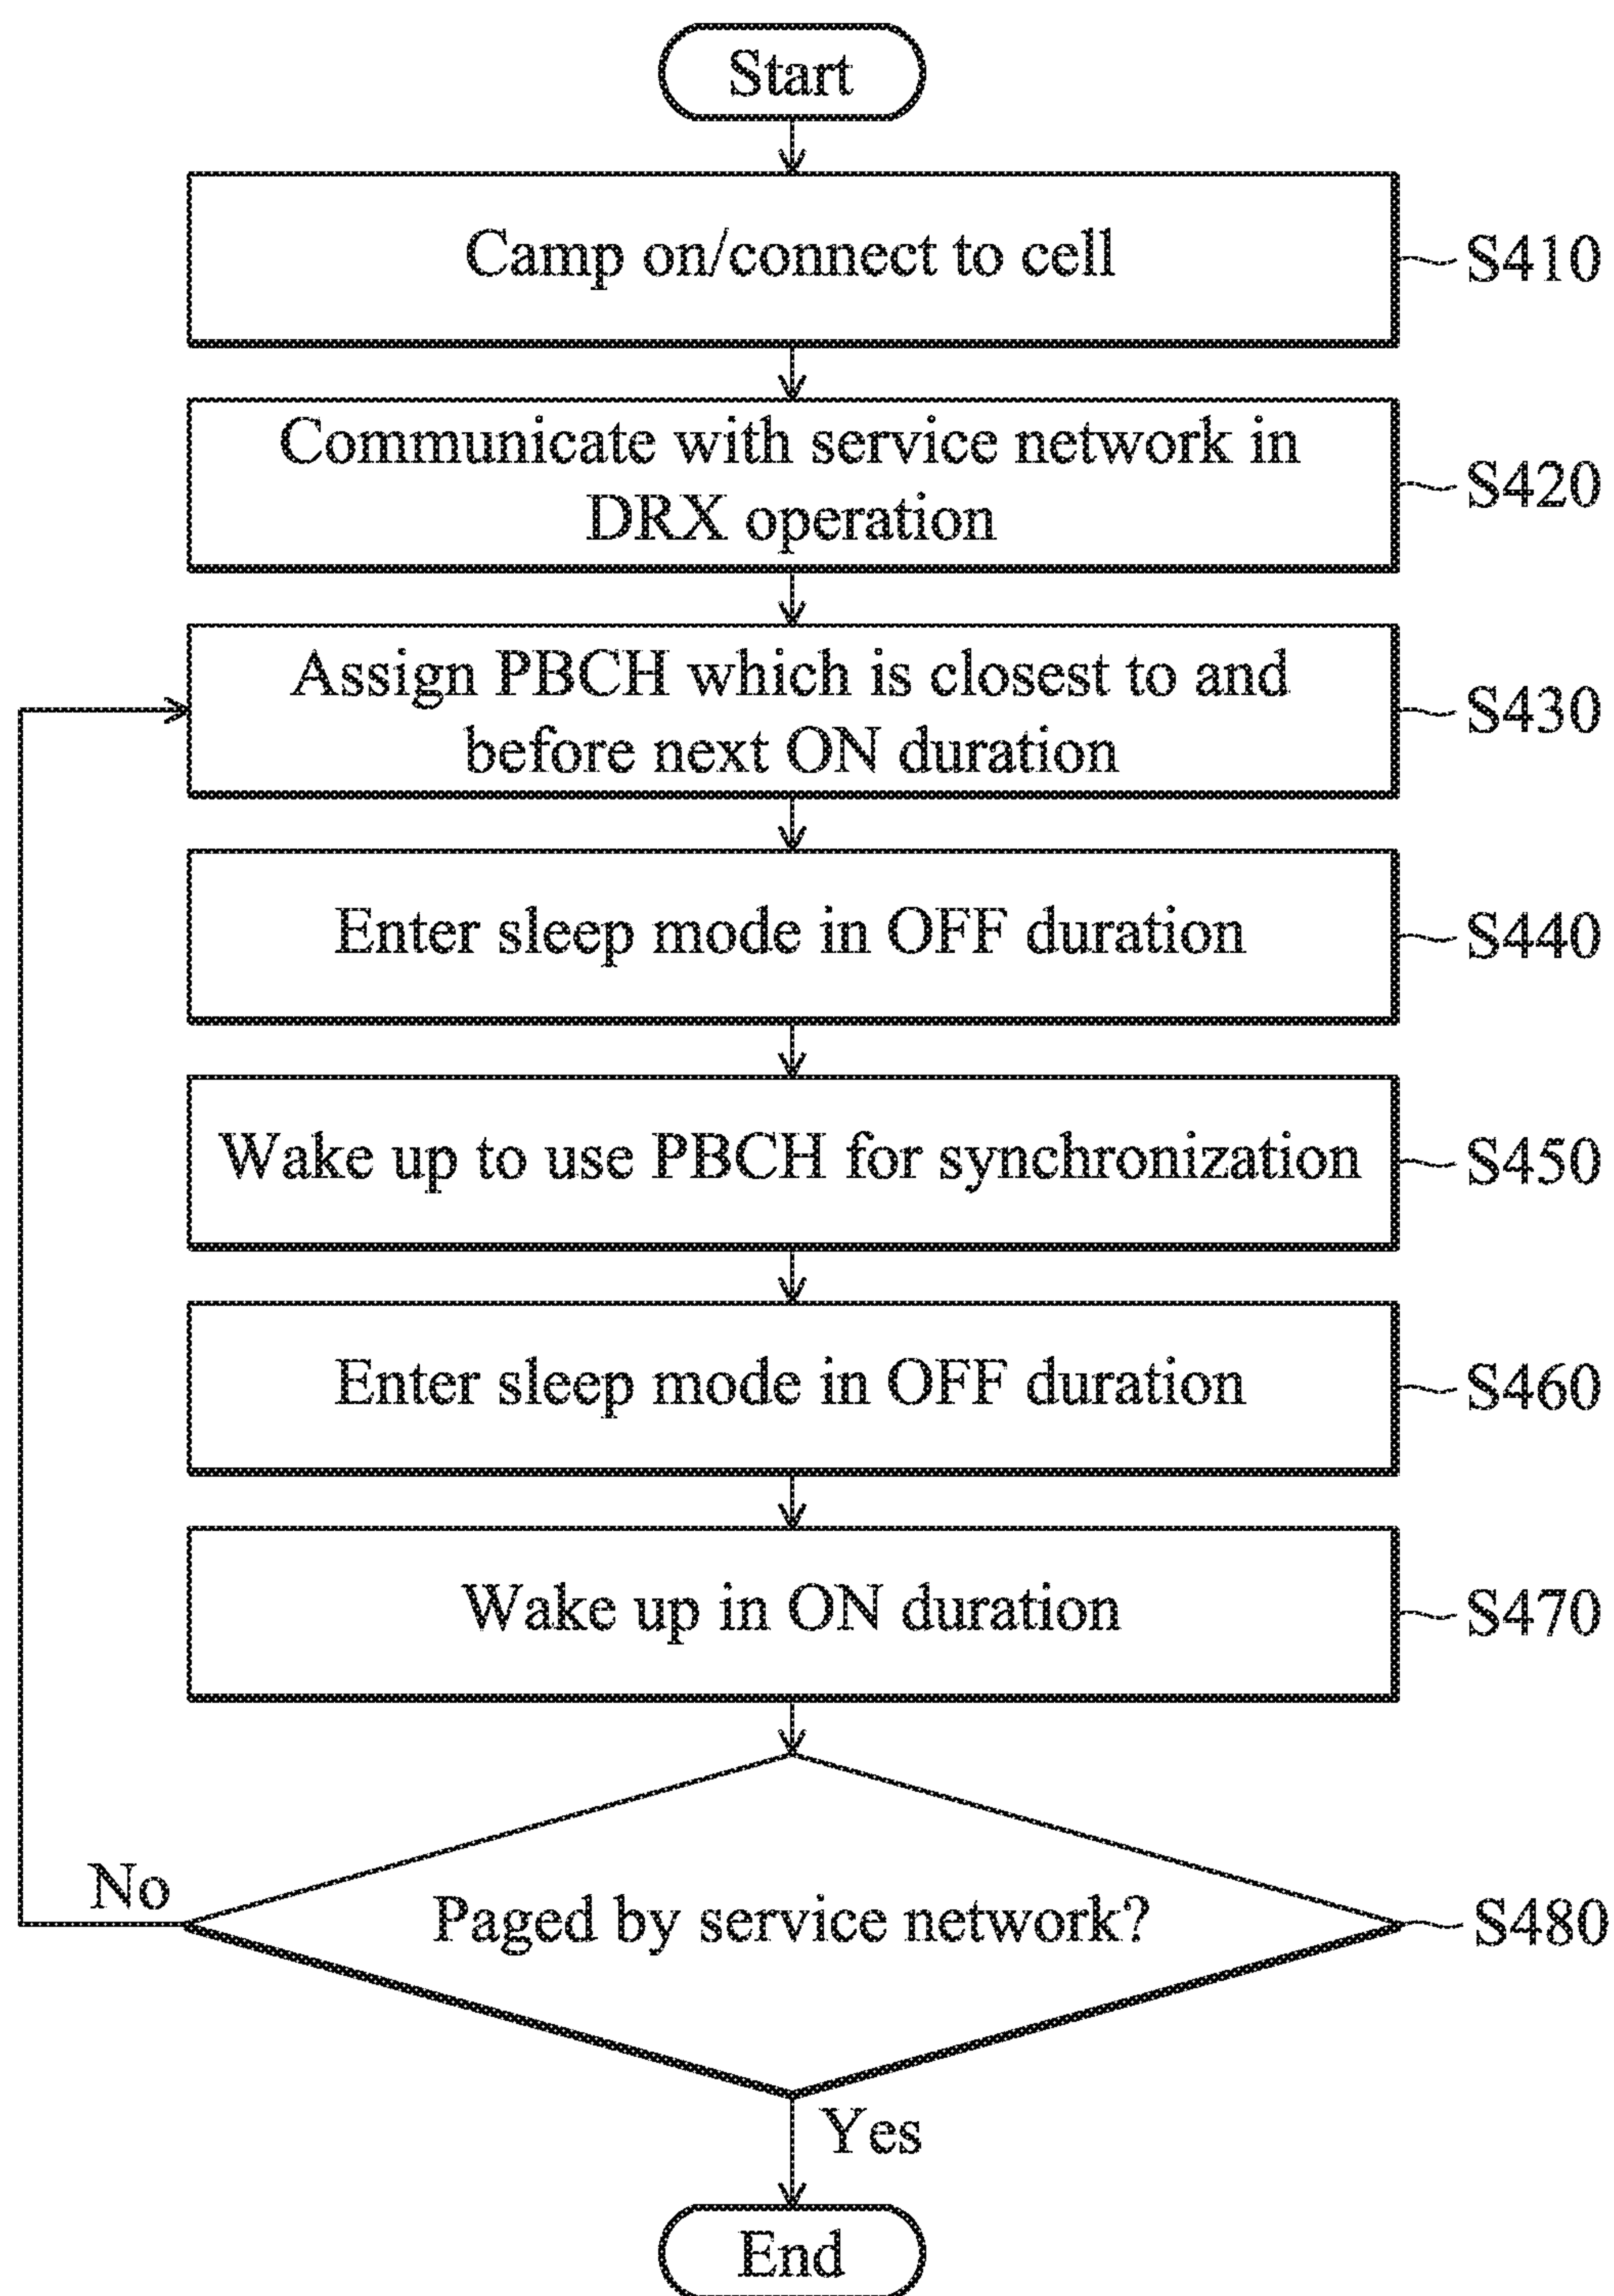 Start
Camp on/connect to cell
S410
Communicate with service network in
DRX operation
S420
Assign PBCH which is closest to and
before next ON duration
S430
Enter sleep mode in OFF duration
S440
Wake up to use PBCH for synchronization
S450
Enter sleep mode in OFF duration
S460
Wake up in ON duration
S470
No
Paged by service network?
S480
Yes
End